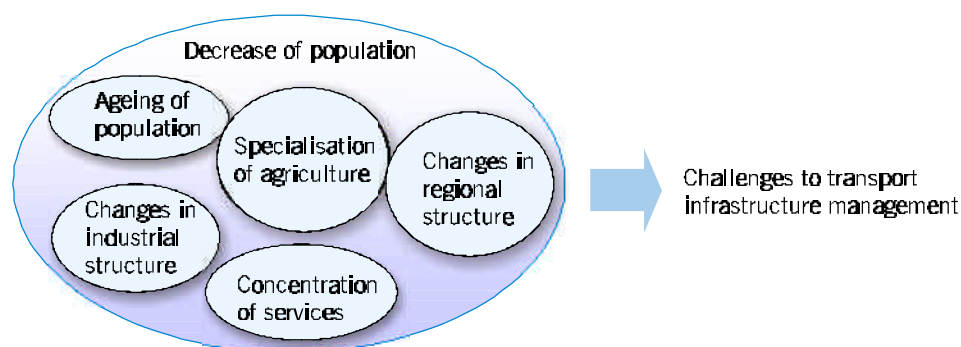 Decrease of population
Ageing of
population
Specialisation
of agriculture
Changes in
regional
structure
Changes in
industrial
structure
Concentration
of services
Challenges to transport
infrastructure management